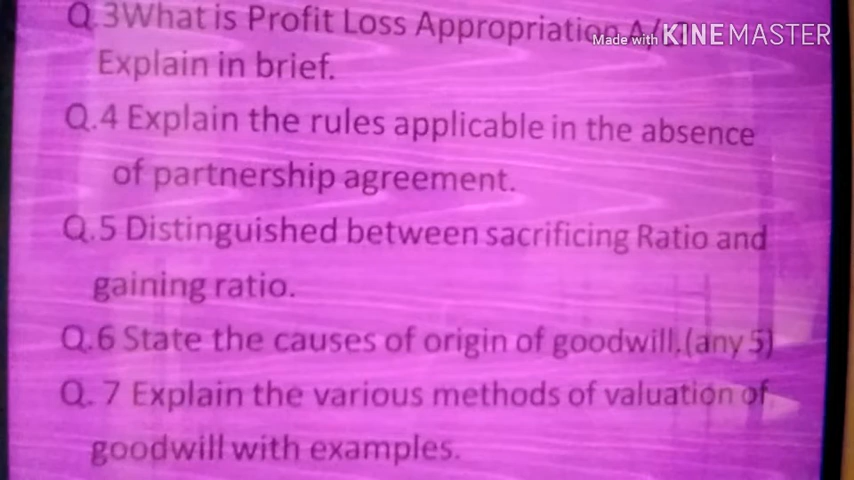 Q.3What is Profit Loss Appropriation
Made with KINEMASTER
Explain in brief.
Q.4 Explain the rules applicable in the absence
of partnership agreement.
Q.5 Distinguished between sacrificing Ratio and
gaining ratio.
Q.6 State the causes of origin of goodwill.(any 5)
Q. 7 Explain the various methods of valuation of
goodwill with examples.